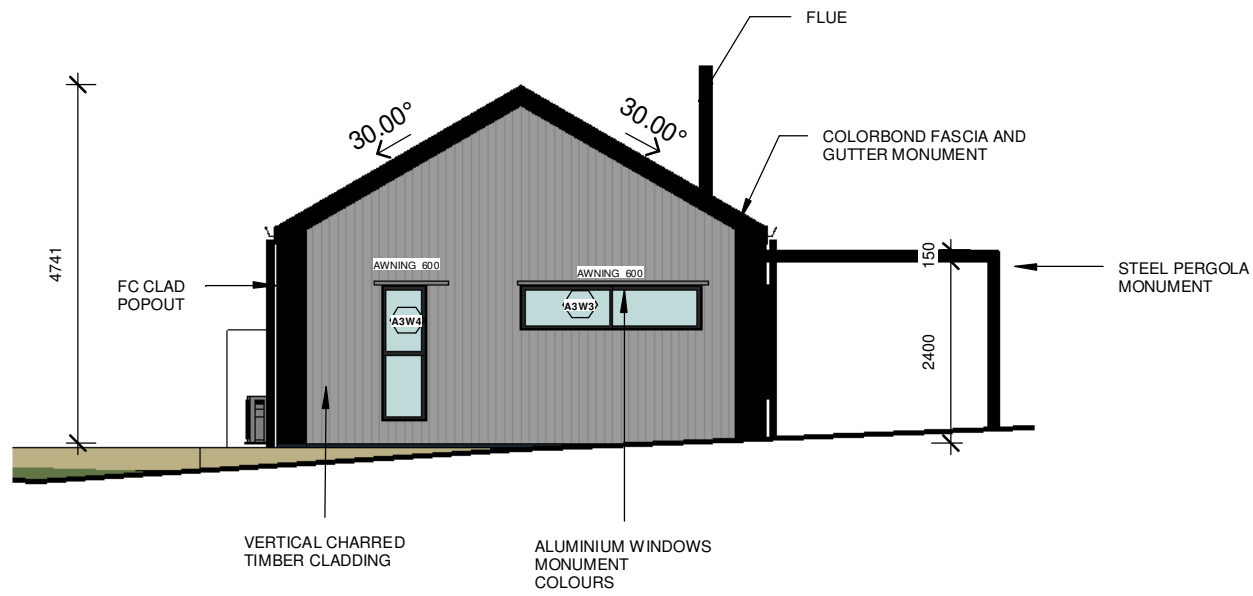 FLUE
30.00°
30.00°
COLORBOND FASCIA AND
GUTTER MONUMENT
4741
AWNING 600
AWNING 600
150
STEEL PERGOLA
MONUMENT
FC CLAD
POPOUT
A3W4
A3W3
2400
VERTICAL CHARRED
TIMBER CLADDING
ALUMINIUM WINDOWS
MONUMENT
COLOURS